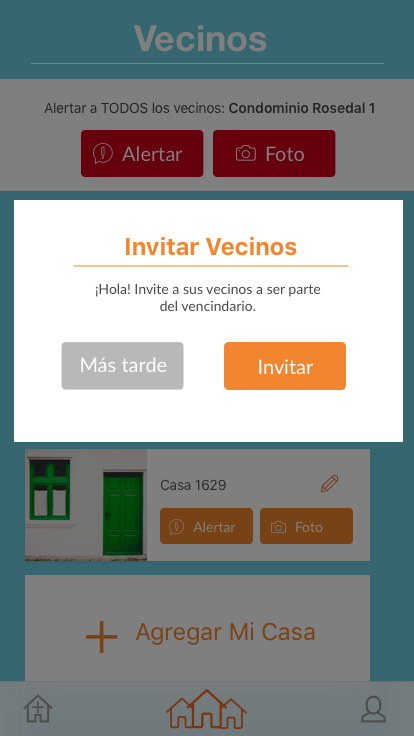 Vecinos
Alertar a TODOS los vecinos: Condominio Rosedal 1
Alertar
Foto
Invitar Vecinos
¡Hola! Invite a sus vecinos a ser parte
del vencindario.
Más tarde
Invitar
Casa 1629
Alertar
Foto
Agregar Mi Casa